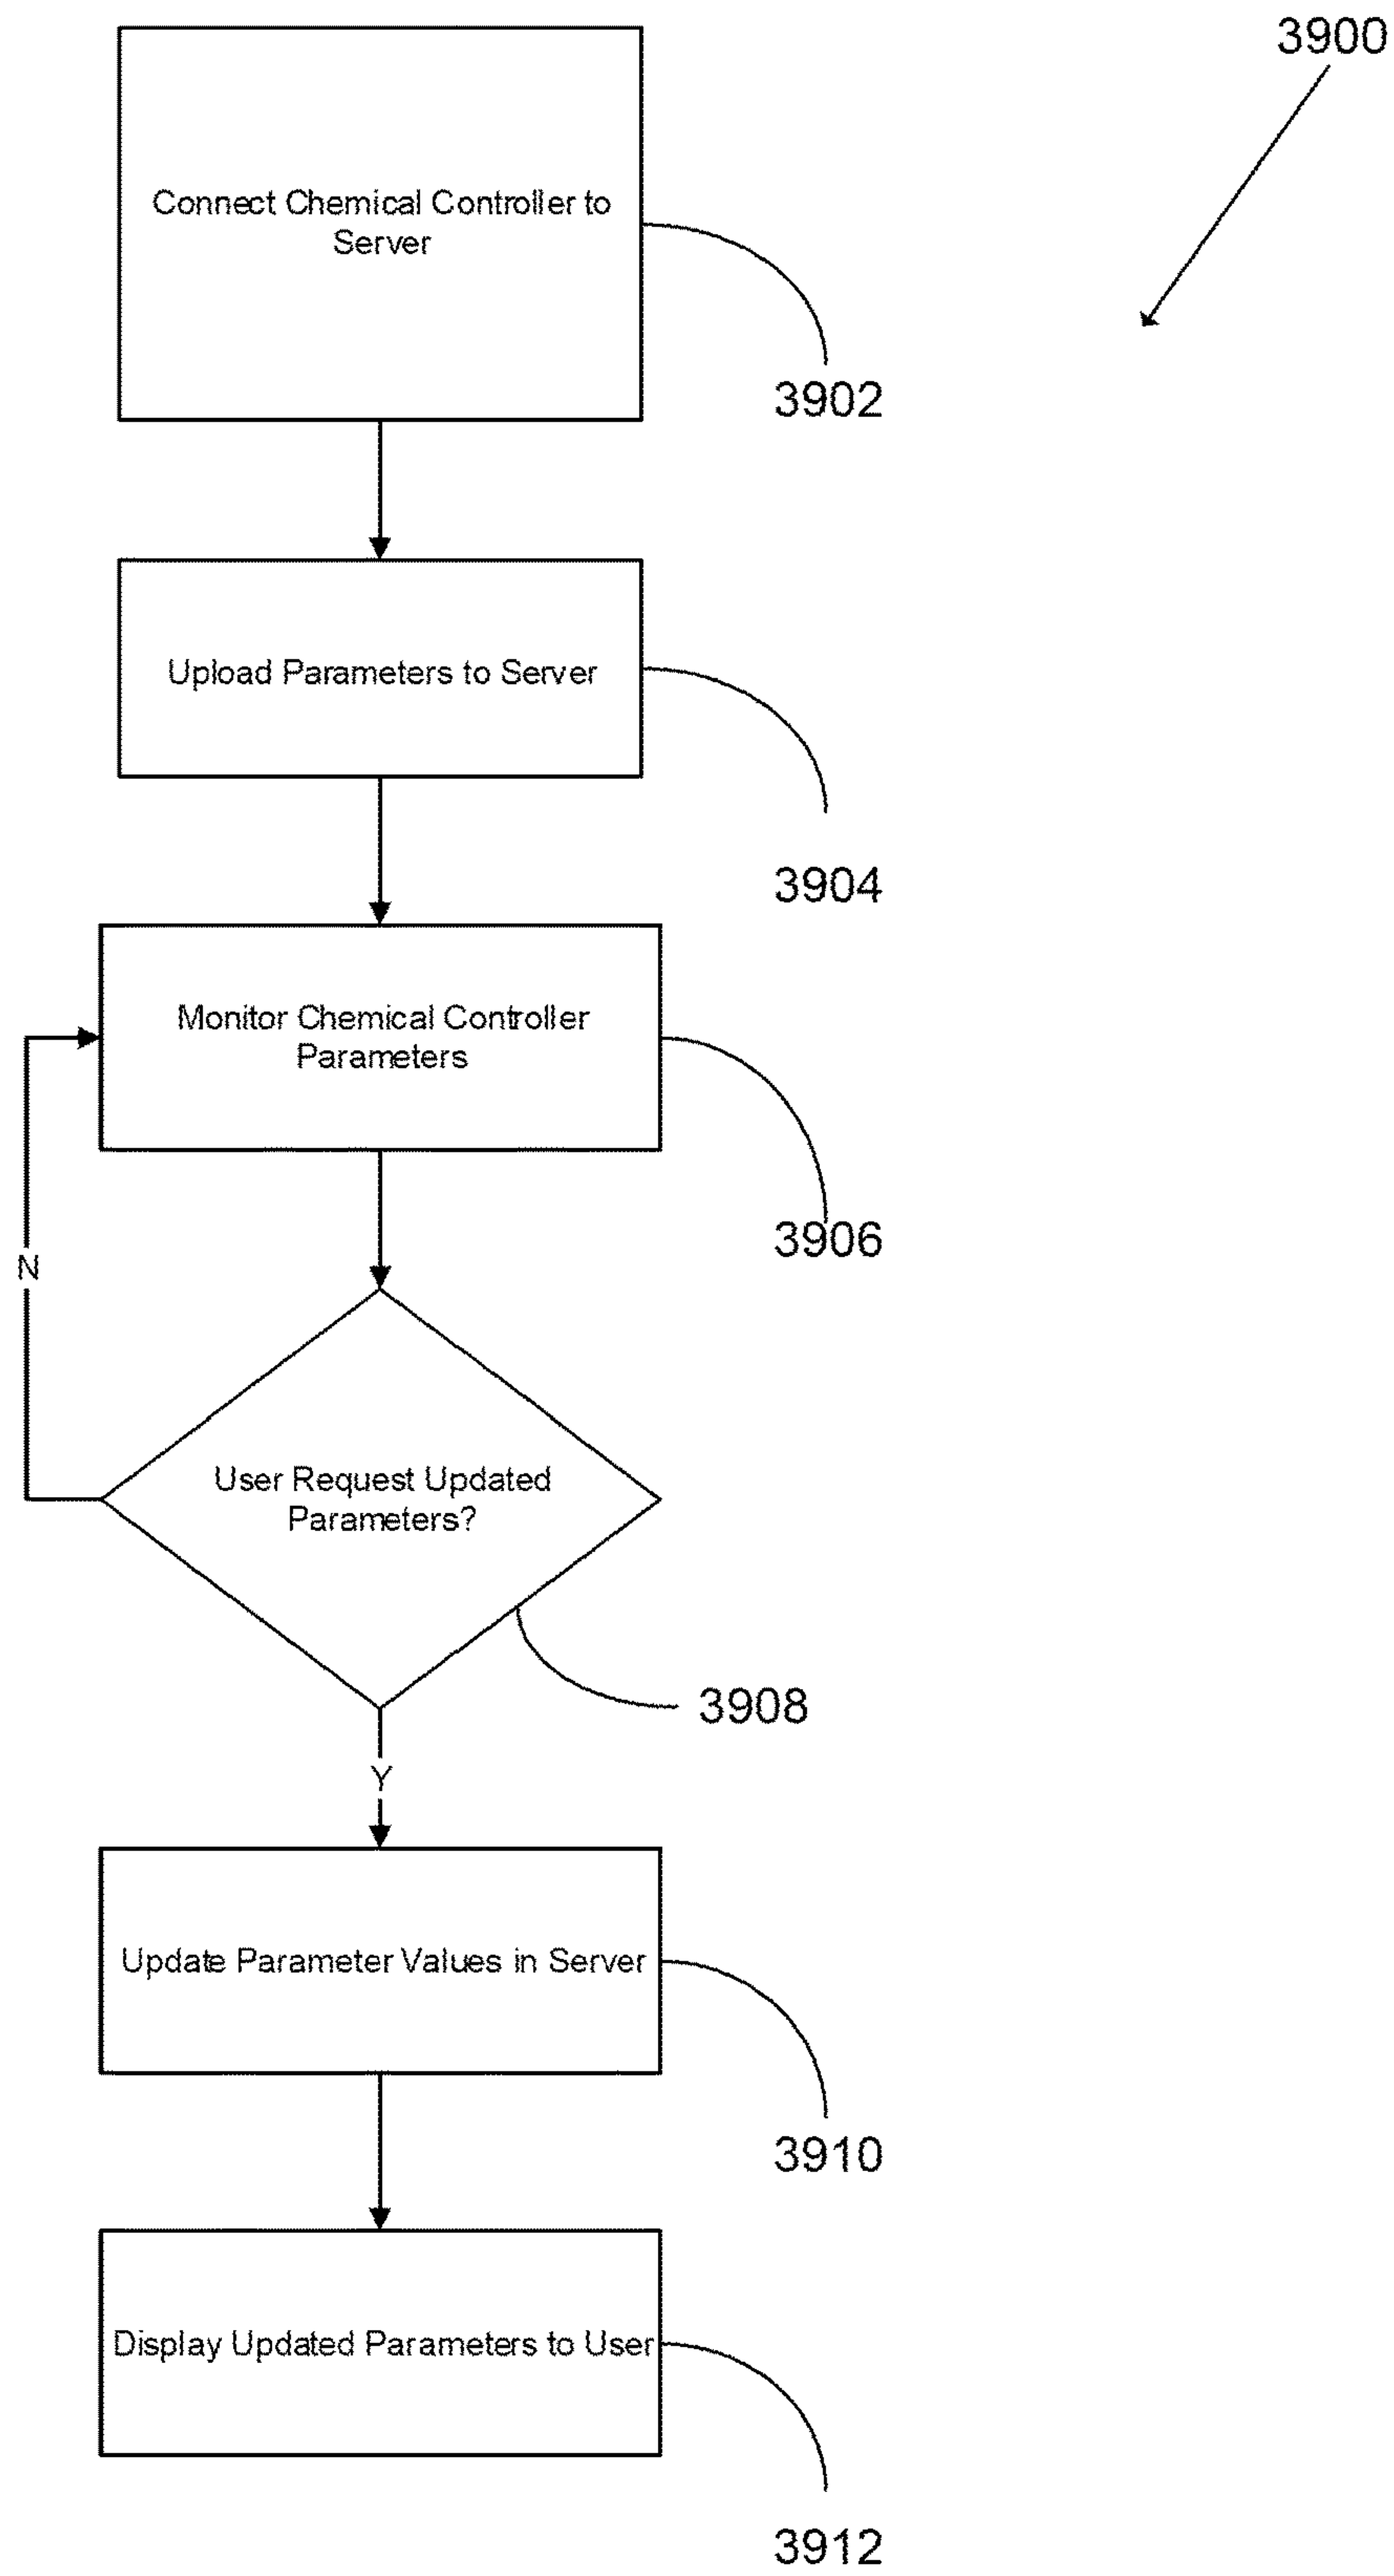 3900
Connect Chemical Controller to
Server
3902
Upload Parameters to Server
3904
Monitor Chemical Controller
Parameters
3906
N
User Request Updated
Parameters?
3908
Y
Update Parameter Values in Server
3910
Display Updated Parameters to User
3912